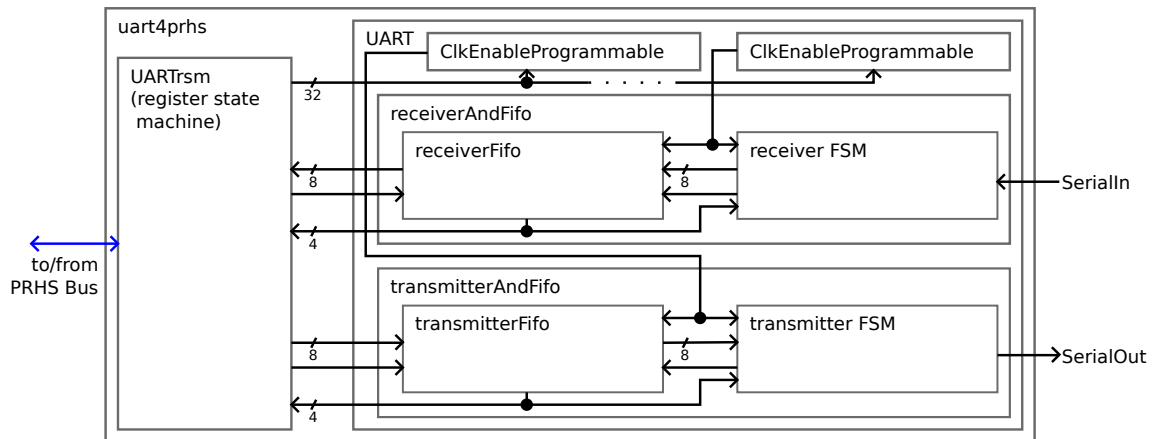 uart4prhs
UART
ClkEnableProgrammable
ClkEnableProgrammable
UARTrsm
(register state
machine)
32
receiverAndFifo
receiverFifo
receiver FSM
8
8
SerialIn
4
to/from
PRHS Bus
transmitterAndFifo
transmitterFifo
transmitter FSM
8
8
SerialOut
4